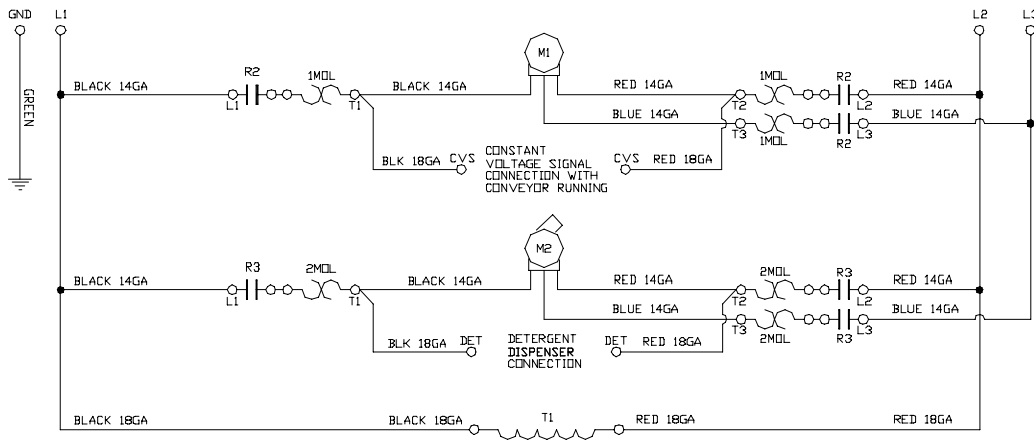 GND L1 L2 L3
GREEN
M1
BLACK 14GA R2 1MOL BLACK 14GA RED 14GA 1MOL R2 RED 14GA
L1 T1 T2 L2
BLUE 14GA BLUE 14GA
T3 1MOL R2 L3
BLK 18GA CVS CONSTANT CVS RED 18GA
VOLTAGE SIGNAL
CONNECTION WITH
CONVEYOR RUNNING
M2
BLACK 14GA R3 2MOL BLACK 14GA RED 14GA 2MOL R3 RED 14GA
L1 T1 T2 L2
BLUE 14GA BLUE 14GA
T3 2MOL R3 L3
BLK 18GA DET DETERGENT DET RED 18GA
DISPENSER
CONNECTION
BLACK 18GA BLACK 18GA T1 RED 18GA RED 18GA